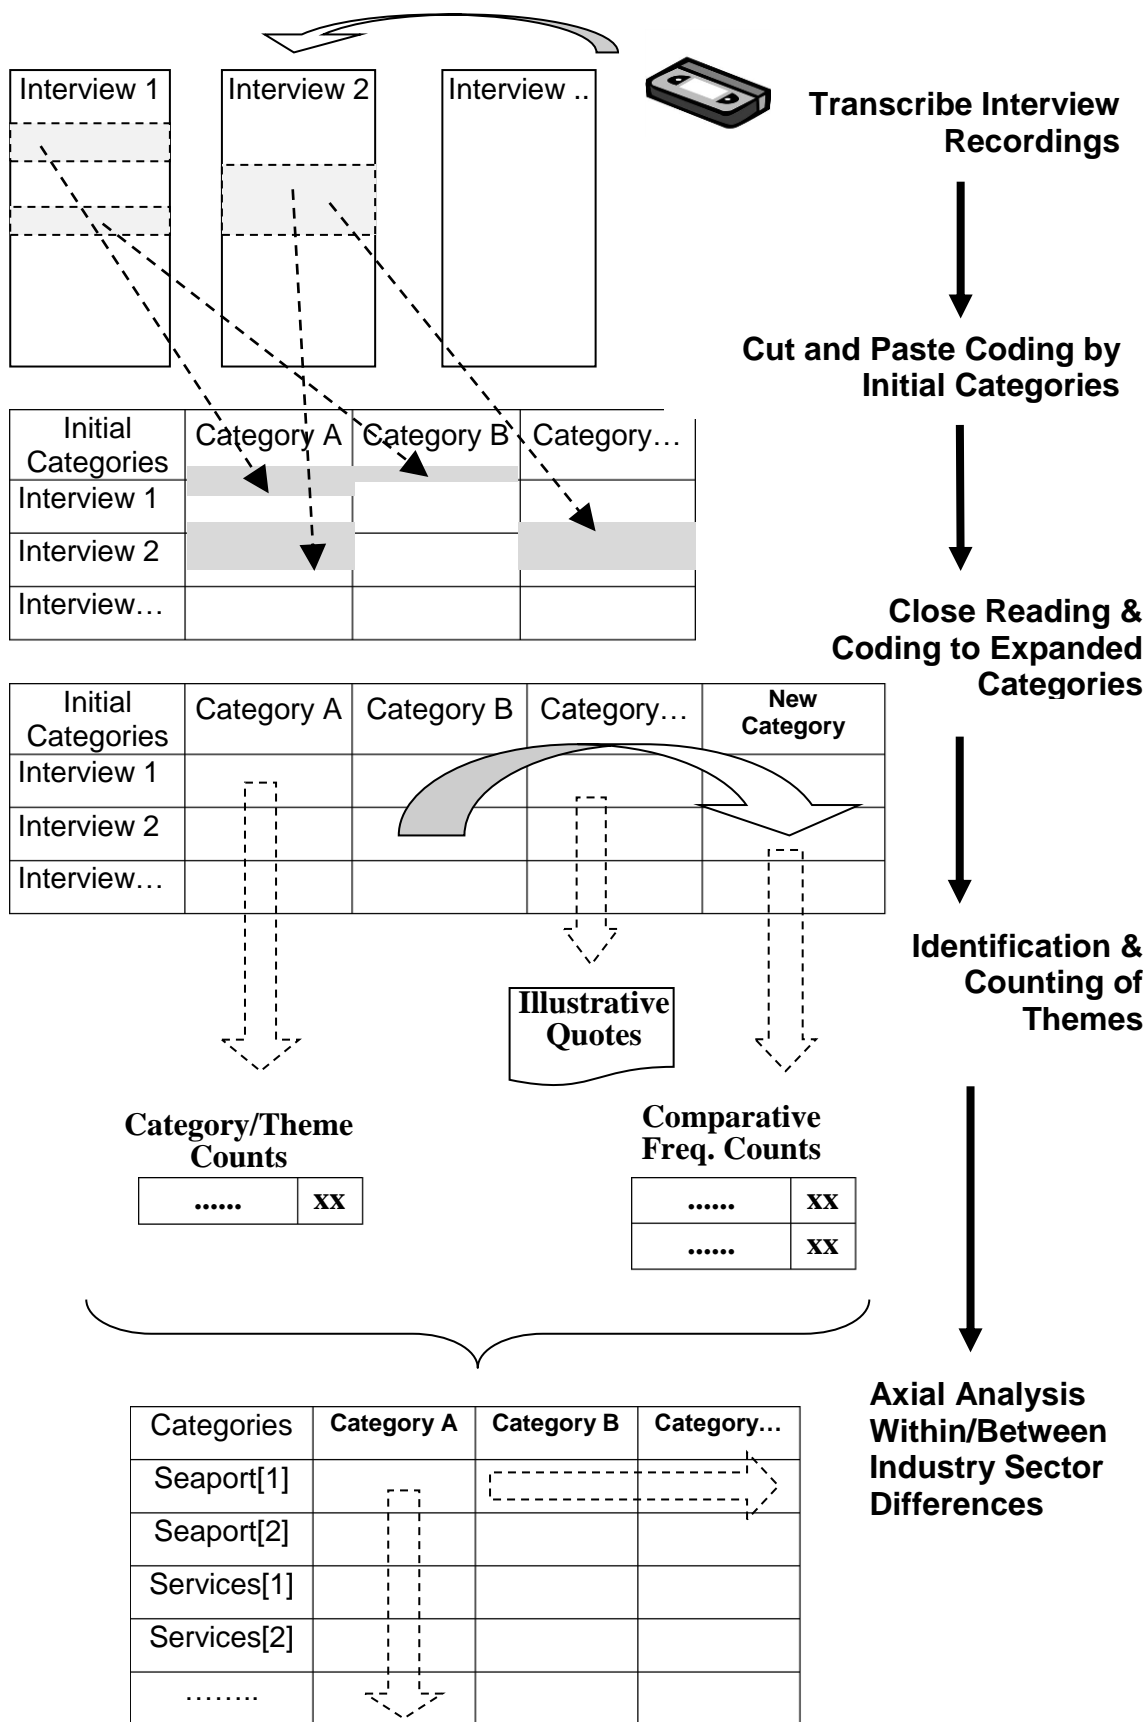 Interview 1
Interview 2
Interview ..
Transcribe Interview
Recordings
Cut and Paste Coding by
Initial Categories
Initial
Categories
Category A
Category B
Category…
Interview 1
Interview 2
Interview…
Close Reading &
Coding to Expanded
Categories
Initial
Categories
Category A
Category B
Category…
New
Category
Interview 1
Interview 2
Interview…
Identification &
Counting of
Themes
Illustrative
Quotes
Category/Theme
Counts
...... xx
Comparative
Freq. Counts
...... xx
...... xx
Axial Analysis
Within/Between
Industry Sector
Differences
Categories
Category A
Category B
Category…
Seaport[1]
Seaport[2]
Services[1]
Services[2]
……..